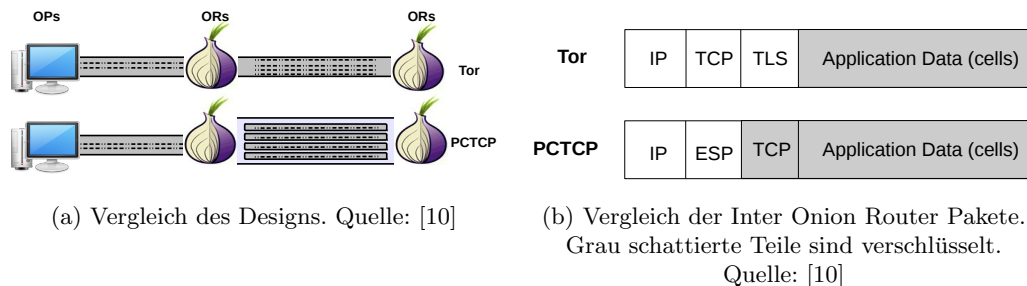 OPs ORs ORs
Tor
PCTCP
(a) Vergleich des Designs. Quelle: [10]
Tor IP TCP TLS Application Data (cells)
PCTCP IP ESP TCP Application Data (cells)
(b) Vergleich der Inter Onion Router Pakete.
Grau schattierte Teile sind verschlüsselt.
Quelle: [10]